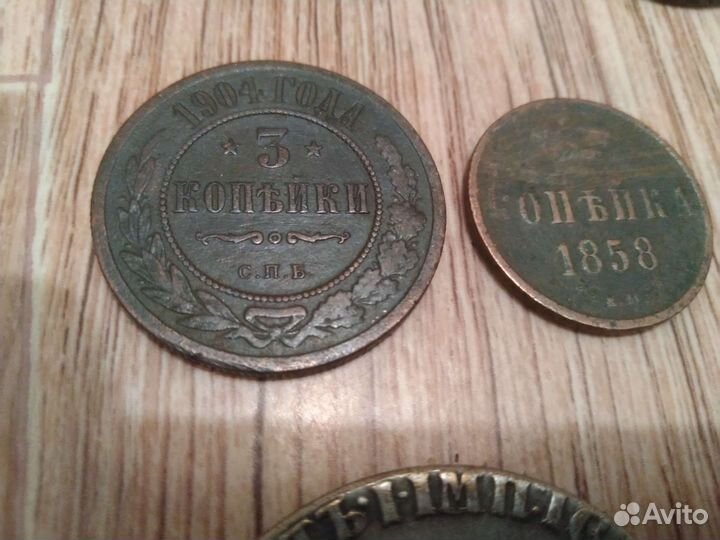 1904 ГОДА
★ 3 ★
КОПѢЙКИ
С.П.Б.
КОПѢЙКА
1858
Avito